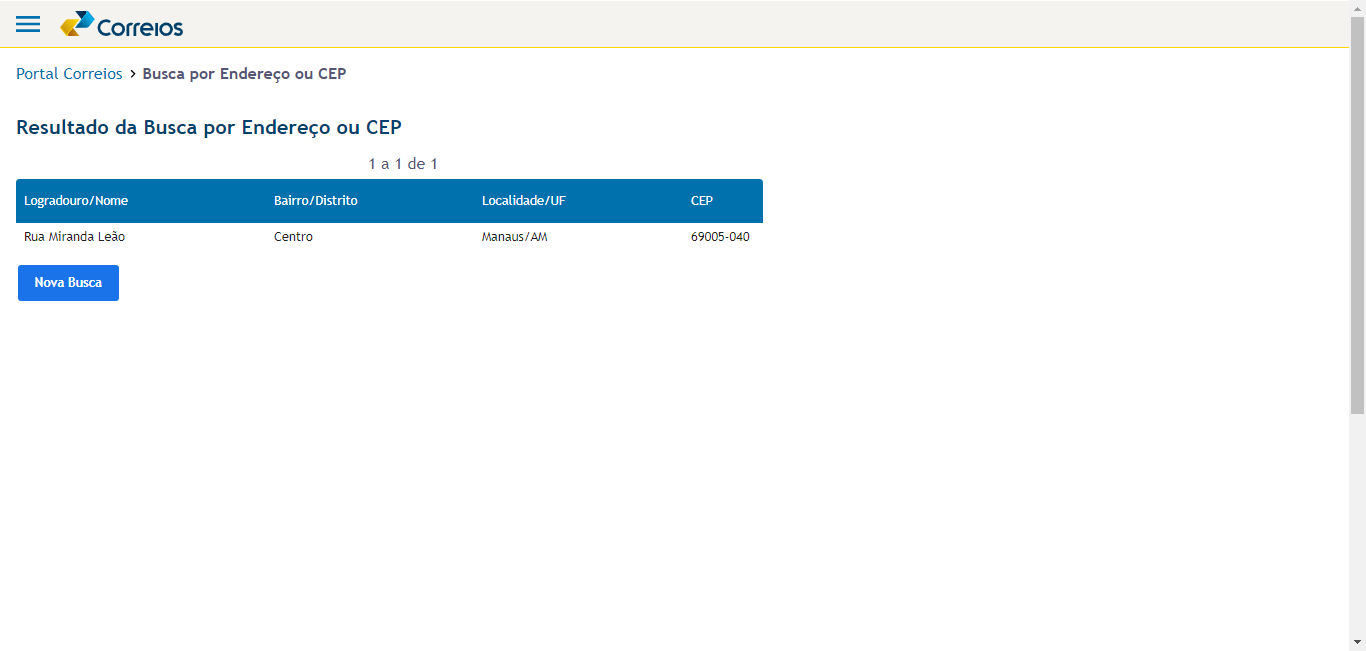 Correios
Portal Correios > Busca por Endereço ou CEP
Resultado da Busca por Endereço ou CEP
1 a 1 de 1
Logradouro/Nome Bairro/Distrito Localidade/UF CEP
Rua Miranda Leão Centro Manaus/AM 69005-040
Nova Busca